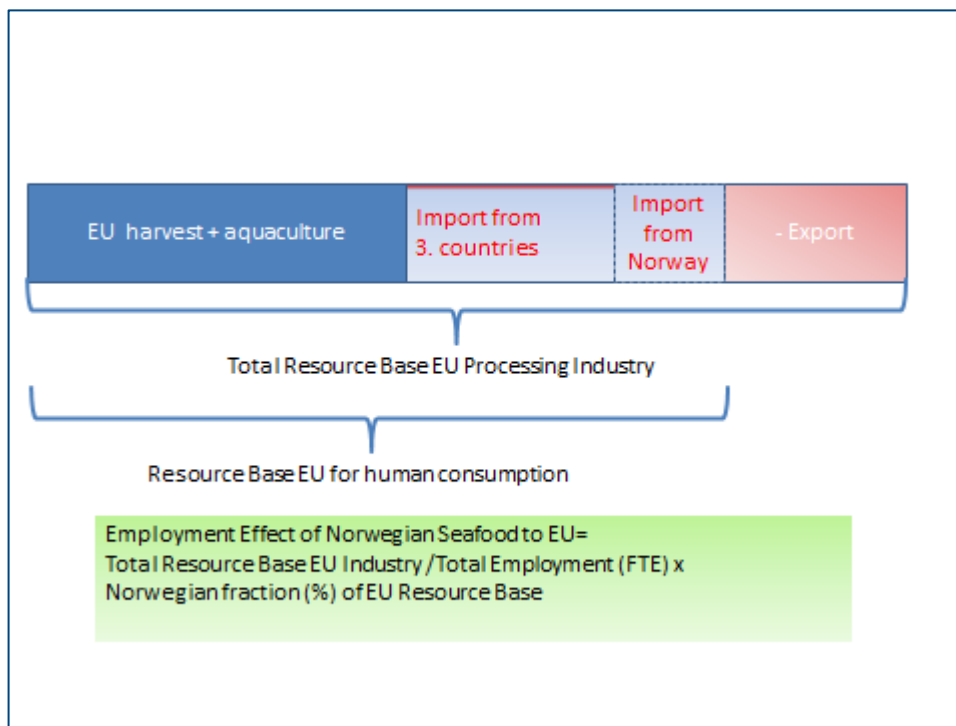 EU harvest + aquaculture
Import from
3. countries
Import
from
Norway
- Export
Total Resource Base EU Processing Industry
Resource Base EU for human consumption
Employment Effect of Norwegian Seafood to EU=
Total Resource Base EU Industry /Total Employment (FTE) x
Norwegian fraction (%) of EU Resource Base